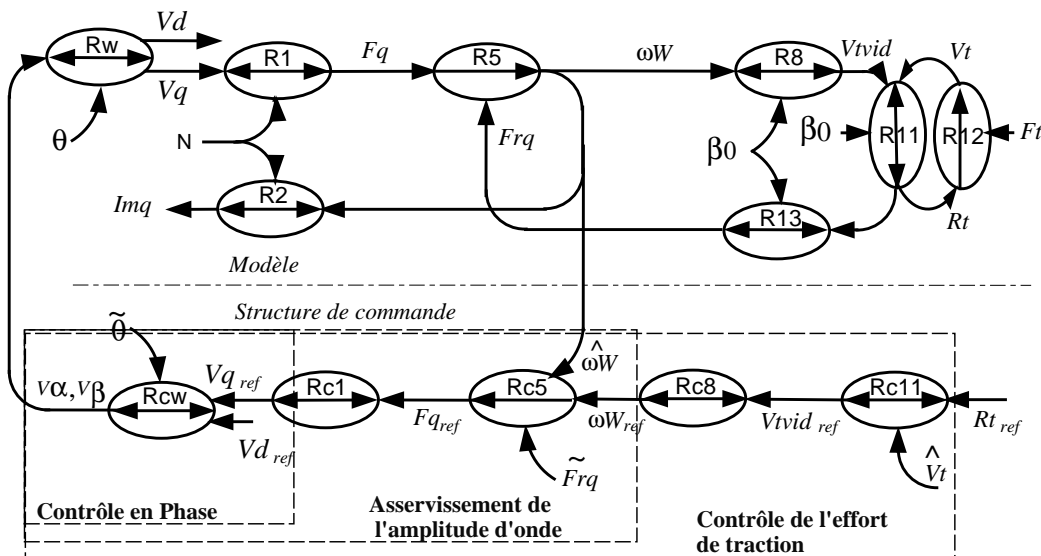 Vd
Rw
Vq
θ
R1
Fq
R5
ωW
R8
Vtvid
Vt
N
Frq
β0
β0
R11
R12
Ft
Imq
R2
R13
Rt
Modèle
Structure de commande
θ̃
Vα,Vβ
Rcw
Vq ref
Vd ref
Rc1
Fq ref
Rc5
ω̂W
ωW ref
F̃rq
Rc8
Vtvid ref
Rc11
Rt ref
V̂t
Contrôle en Phase
Asservissement de
l'amplitude d'onde
Contrôle de l'effort
de traction